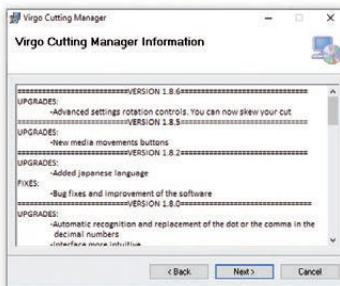 Virgo Cutting Manager
Virgo Cutting Manager Information
==========================VERSION 1.8.6==============================
UPGRADES:
-Advanced settings rotation controls. You can now skew your cut
==========================VERSION 1.8.5==============================
UPGRADES:
-New media movements buttons
==========================VERSION 1.8.2==============================
UPGRADES:
-Added japanese language
FIXES:
-Bug fixes and improvement of the software
==========================VERSION 1.8.0==============================
UPGRADES:
-Automatic recognition and replacement of the dot or the comma in the
decimal numbers
-Interface more intuitive
< Back
Next >
Cancel